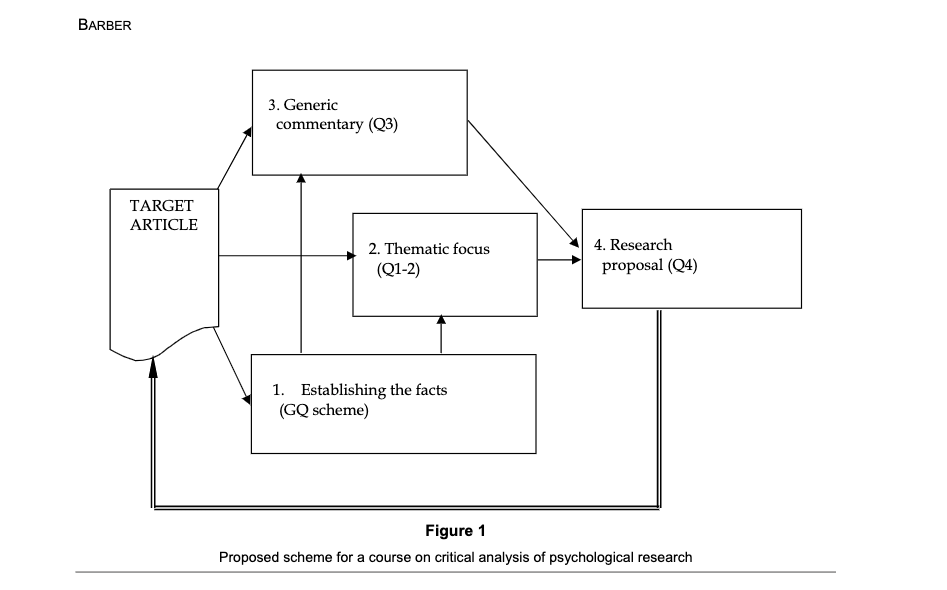 BARBER
3. Generic
commentary (Q3)
TARGET
ARTICLE
2. Thematic focus
(Q1-2)
4. Research
proposal (Q4)
1. Establishing the facts
(GQ scheme)
Figure 1
Proposed scheme for a course on critical analysis of psychological research